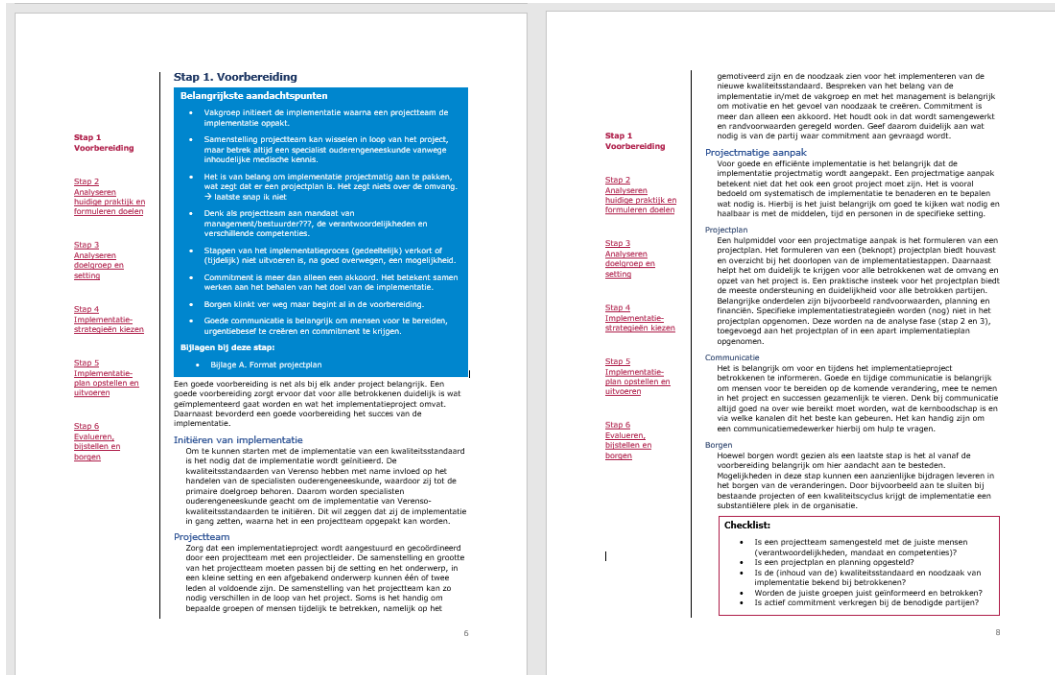 Stap 1
Voorbereiding
Stap 2
Analyseren
huidige praktijk en
formuleren doelen
Stap 3
Analyseren
doelgroep en
setting
Stap 4
Implementatie-
strategieën kiezen
Stap 5
Implementatie-
plan opstellen en
uitvoeren
Stap 6
Evalueren,
bijstellen en
borgen
Stap 1. Voorbereiding
Belangrijkste aandachtspunten
• Vakgroep initieert de implementatie waarna een projectteam de
implementatie oppakt.
• Samenstelling projectteam kan wisselen in loop van het project,
maar betrek altijd een specialist ouderengeneeskunde vanwege
inhoudelijke medische kennis.
• Het is van belang om implementatie projectmatig aan te pakken,
wat zegt dat er een projectplan is. Het zegt niets over de omvang.
→ laatste snap ik niet
• Denk als projectteam aan mandaat van
management/bestuurder???, de verantwoordelijkheden en
verschillende competenties.
• Stappen van het implementatieproces (gedeeltelijk) verkort of
(tijdelijk) niet uitvoeren is, na goed overwegen, een mogelijkheid.
• Commitment is meer dan alleen een akkoord. Het betekent samen
werken aan het behalen van het doel van de implementatie.
• Borgen klinkt ver weg maar begint al in de voorbereiding.
• Goede communicatie is belangrijk om mensen voor te bereiden,
urgentiebesef te creëren en commitment te krijgen.
Bijlagen bij deze stap:
• Bijlage A. Format projectplan
Een goede voorbereiding is net als bij elk ander project belangrijk. Een
goede voorbereiding zorgt ervoor dat voor alle betrokkenen duidelijk is wat
geïmplementeerd gaat worden en wat het implementatieproject omvat.
Daarnaast bevorderd een goede voorbereiding het succes van de
implementatie.
Initiëren van implementatie
Om te kunnen starten met de implementatie van een kwaliteitsstandaard
is het nodig dat de implementatie wordt geïnitieerd. De
kwaliteitsstandaarden van Verenso hebben met name invloed op het
handelen van de specialisten ouderengeneeskunde, waardoor zij tot de
primaire doelgroep behoren. Daarom worden specialisten
ouderengeneeskunde geacht om de implementatie van Verenso-
kwaliteitsstandaarden te initiëren. Dit wil zeggen dat zij de implementatie
in gang zetten, waarna het in een projectteam opgepakt kan worden.
Projectteam
Zorg dat een implementatieproject wordt aangestuurd en gecoördineerd
door een projectteam met een projectleider. De samenstelling en grootte
van het projectteam moeten passen bij de setting en het onderwerp, in
een kleine setting en een afgebakend onderwerp kunnen één of twee
leden al voldoende zijn. De samenstelling van het projectteam kan zo
nodig verschillen in de loop van het project. Soms is het handig om
bepaalde groepen of mensen tijdelijk te betrekken, namelijk op het
6
Stap 1
Voorbereiding
Stap 2
Analyseren
huidige praktijk en
formuleren doelen
Stap 3
Analyseren
doelgroep en
setting
Stap 4
Implementatie-
strategieën kiezen
Stap 5
Implementatie-
plan opstellen en
uitvoeren
Stap 6
Evalueren,
bijstellen en
borgen
gemotiveerd zijn en de noodzaak zien voor het implementeren van de
nieuwe kwaliteitsstandaard. Bespreken van het belang van de
implementatie in/met de vakgroep en met het management is belangrijk
om motivatie en het gevoel van noodzaak te creëren. Commitment is
meer dan alleen een akkoord. Het houdt ook in dat wordt samengewerkt
en randvoorwaarden geregeld worden. Geef daarom duidelijk aan wat
nodig is van de partij waar commitment aan gevraagd wordt.
Projectmatige aanpak
Voor goede en efficiënte implementatie is het belangrijk dat de
implementatie projectmatig wordt aangepakt. Een projectmatige aanpak
betekent niet dat het ook een groot project moet zijn. Het is vooral
bedoeld om systematisch de implementatie te benaderen en te bepalen
wat nodig is. Hierbij is het juist belangrijk om goed te kijken wat nodig en
haalbaar is met de middelen, tijd en personen in de specifieke setting.
Projectplan
Een hulpmiddel voor een projectmatige aanpak is het formuleren van een
projectplan. Het formuleren van een (beknopt) projectplan biedt houvast
en overzicht bij het doorlopen van de implementatiestappen. Daarnaast
helpt het om duidelijk te krijgen voor alle betrokkenen wat de omvang en
opzet van het project is. Een praktische insteek voor het projectplan biedt
de meeste ondersteuning en duidelijkheid voor alle betrokken partijen.
Belangrijke onderdelen zijn bijvoorbeeld randvoorwaarden, planning en
financiën. Specifieke implementatiestrategieën worden (nog) niet in het
projectplan opgenomen. Deze worden na de analyse fase (stap 2 en 3),
toegevoegd aan het projectplan of in een apart implementatieplan
opgenomen.
Communicatie
Het is belangrijk om voor en tijdens het implementatieproject
betrokkenen te informeren. Goede en tijdige communicatie is belangrijk
om mensen voor te bereiden op de komende verandering, mee te nemen
in het project en successen gezamenlijk te vieren. Denk bij communicatie
altijd goed na over wie bereikt moet worden, wat de kernboodschap is en
via welke kanalen dit het beste kan gebeuren. Het kan handig zijn om
een communicatiemedewerker hierbij om hulp te vragen.
Borgen
Hoewel borgen wordt gezien als een laatste stap is het al vanaf de
voorbereiding belangrijk om hier aandacht aan te besteden.
Mogelijkheden in deze stap kunnen een aanzienlijke bijdragen leveren in
het borgen van de veranderingen. Door bijvoorbeeld aan te sluiten bij
bestaande projecten of een kwaliteitscyclus krijgt de implementatie een
substantiëlere plek in de organisatie.
Checklist:
• Is een projectteam samengesteld met de juiste mensen
(verantwoordelijkheden, mandaat en competenties)?
• Is een projectplan en planning opgesteld?
• Is de (inhoud van de) kwaliteitsstandaard en noodzaak van
implementatie bekend bij betrokkenen?
• Worden de juiste groepen juist geïnformeerd en betrokken?
• Is actief commitment verkregen bij de benodigde partijen?
8